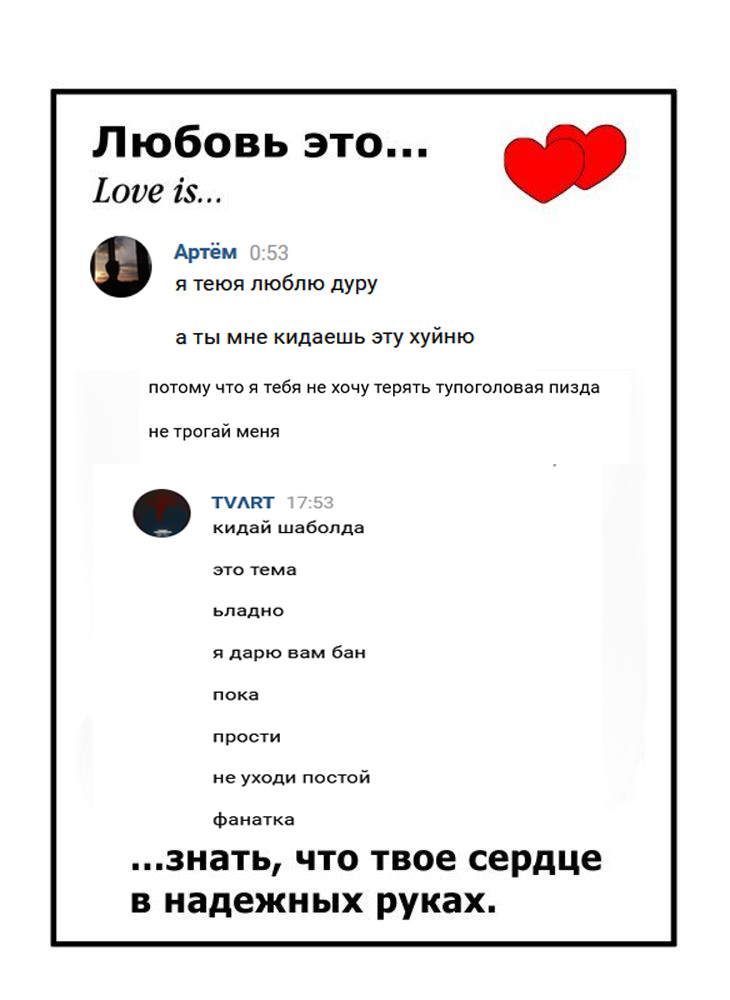 Любовь это...
Love is...
Артём 0:53
я теюя люблю дуру
а ты мне кидаешь эту хуйню
потому что я тебя не хочу терять тупоголовая пизда
не трогай меня
TVΛRT 17:53
кидай шаболда
это тема
ьладно
я дарю вам бан
пока
прости
не уходи постой
фанатка
...знать, что твое сердце
в надежных руках.